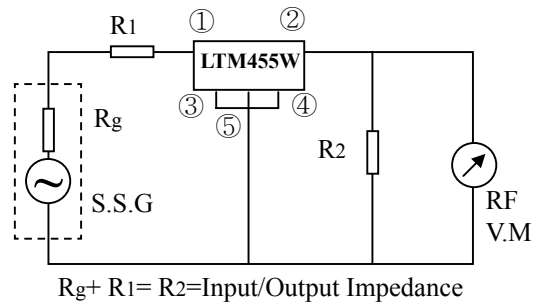 R1
①
②
LTM455W
③
④
⑤
Rg
R2
S.S.G
RF
V.M
Rg+ R1= R2=Input/Output Impedance